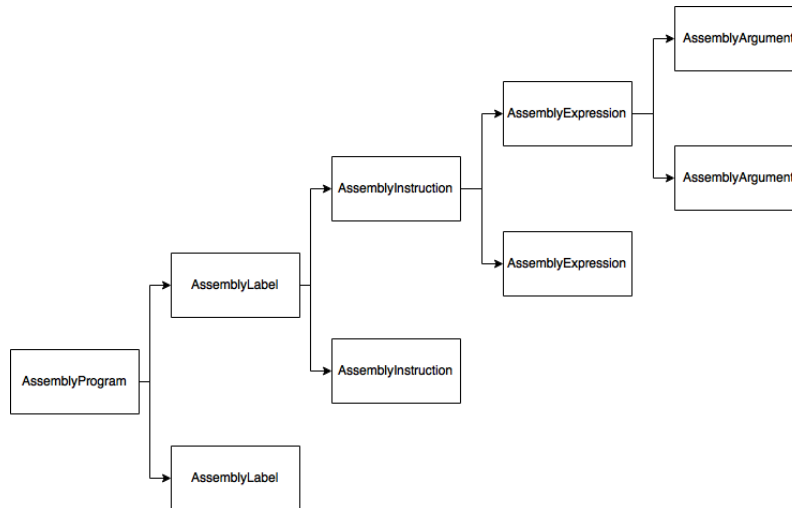 AssemblyArgument
AssemblyExpression
AssemblyArgument
AssemblyInstruction
AssemblyExpression
AssemblyLabel
AssemblyInstruction
AssemblyProgram
AssemblyLabel